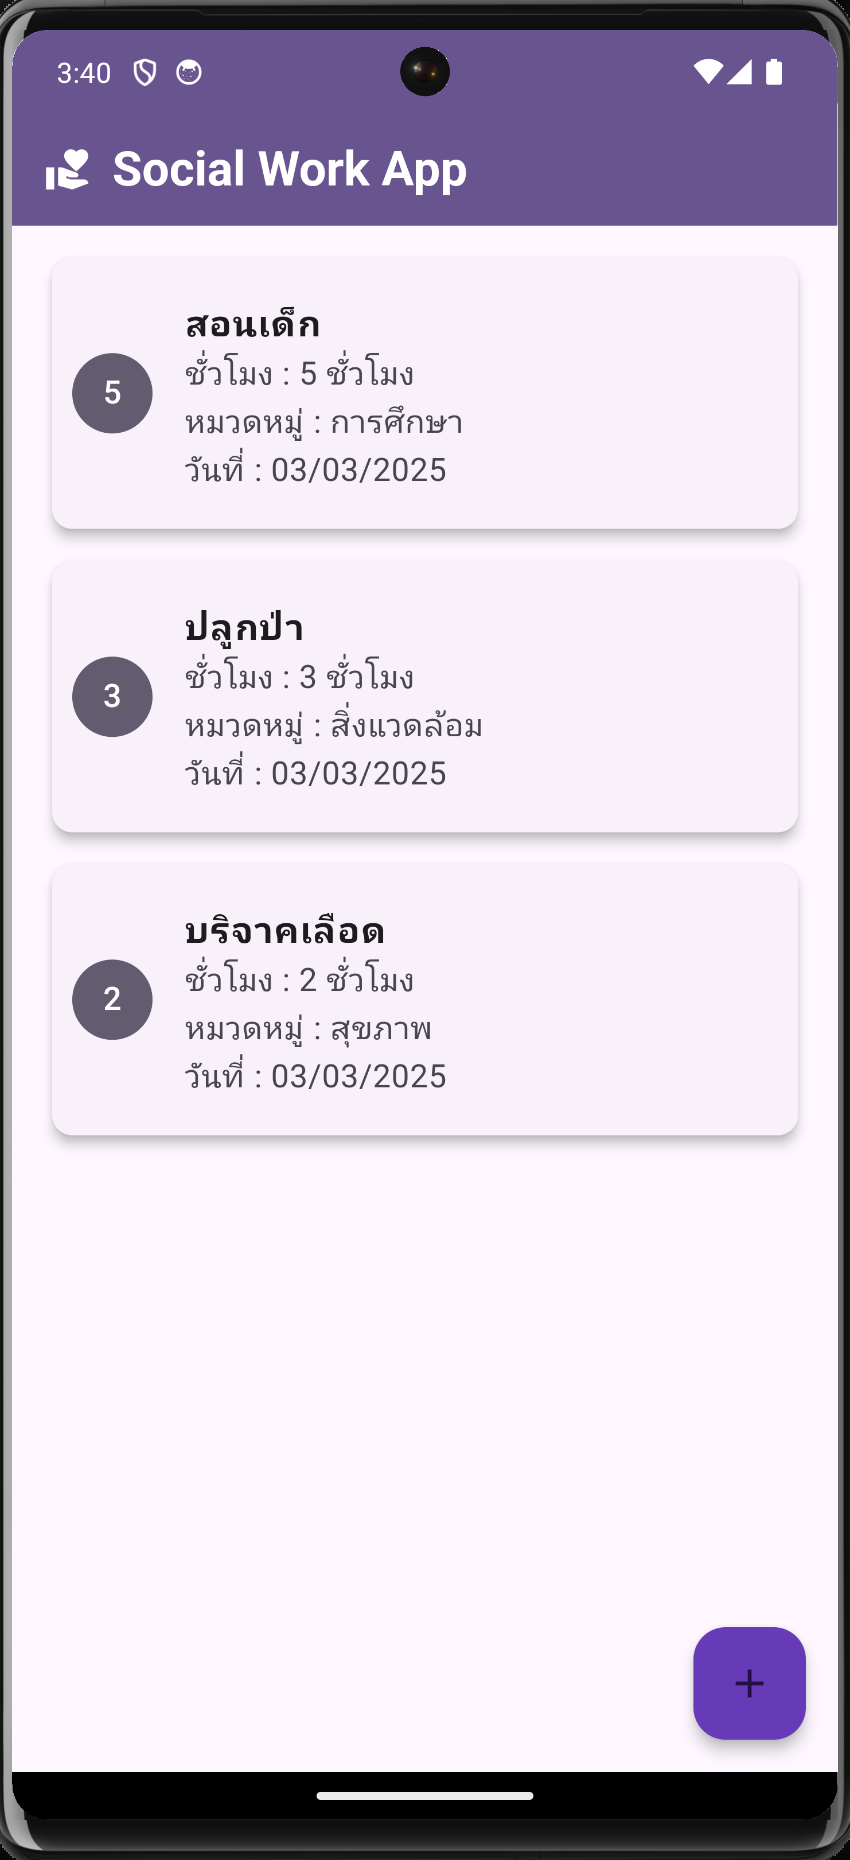 3:40
Social Work App
สอนเด็ก
5
ชั่วโมง : 5 ชั่วโมง
หมวดหมู่ : การศึกษา
วันที่ : 03/03/2025
ปลูกป่า
3
ชั่วโมง : 3 ชั่วโมง
หมวดหมู่ : สิ่งแวดล้อม
วันที่ : 03/03/2025
บริจาคเลือด
2
ชั่วโมง : 2 ชั่วโมง
หมวดหมู่ : สุขภาพ
วันที่ : 03/03/2025
+